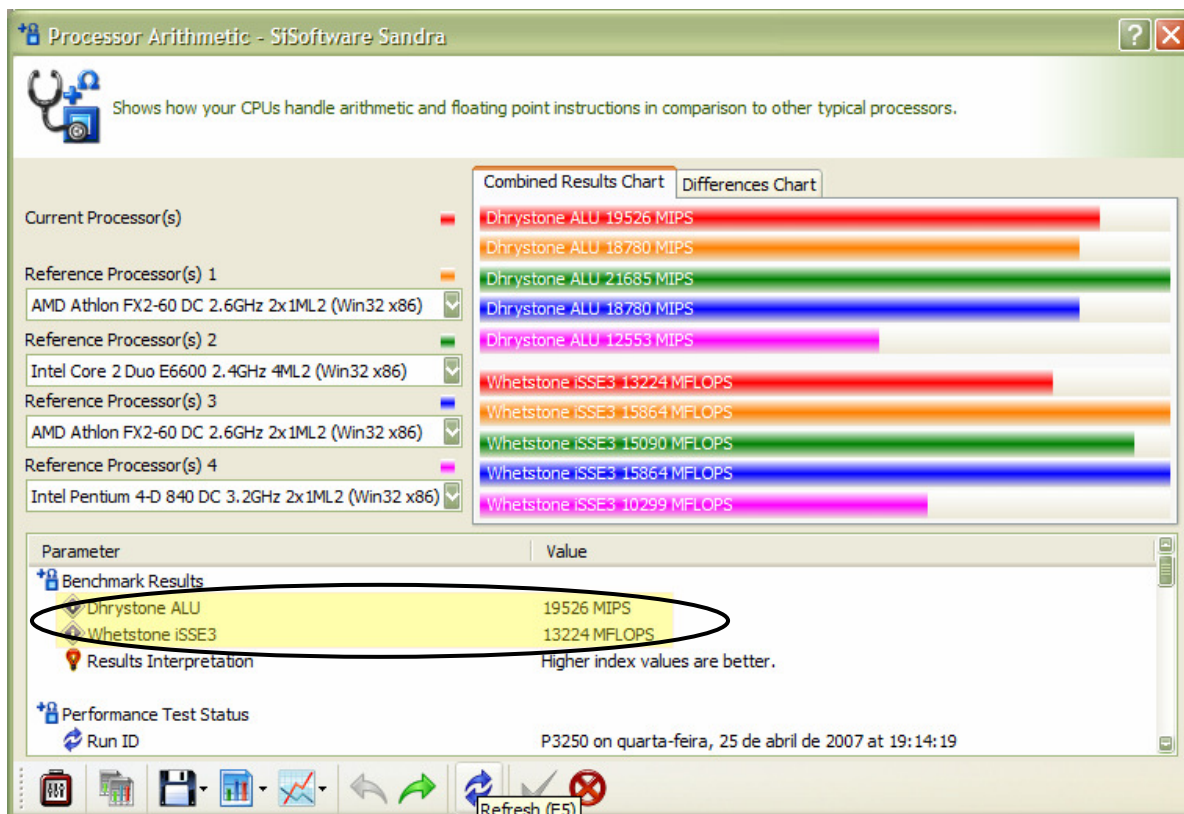 Processor Arithmetic - SiSoftware Sandra
Shows how your CPUs handle arithmetic and floating point instructions in comparison to other typical processors.
Combined Results Chart Differences Chart
Current Processor(s)
Dhrystone ALU 19526 MIPS
Dhrystone ALU 18780 MIPS
Reference Processor(s) 1
Dhrystone ALU 21685 MIPS
AMD Athlon FX2-60 DC 2.6GHz 2x1ML2 (Win32 x86)
Dhrystone ALU 18780 MIPS
Reference Processor(s) 2
Dhrystone ALU 12553 MIPS
Intel Core 2 Duo E6600 2.4GHz 4ML2 (Win32 x86)
Whetstone iSSE3 13224 MFLOPS
Reference Processor(s) 3
Whetstone iSSE3 15864 MFLOPS
AMD Athlon FX2-60 DC 2.6GHz 2x1ML2 (Win32 x86)
Whetstone iSSE3 15090 MFLOPS
Reference Processor(s) 4
Whetstone iSSE3 15864 MFLOPS
Intel Pentium 4-D 840 DC 3.2GHz 2x1ML2 (Win32 x86)
Whetstone iSSE3 10299 MFLOPS
Parameter Value
Benchmark Results
Dhrystone ALU 19526 MIPS
Whetstone iSSE3 13224 MFLOPS
Results Interpretation Higher index values are better.
Performance Test Status
Run ID P3250 on quarta-feira, 25 de abril de 2007 at 19:14:19
Refresh (F5)